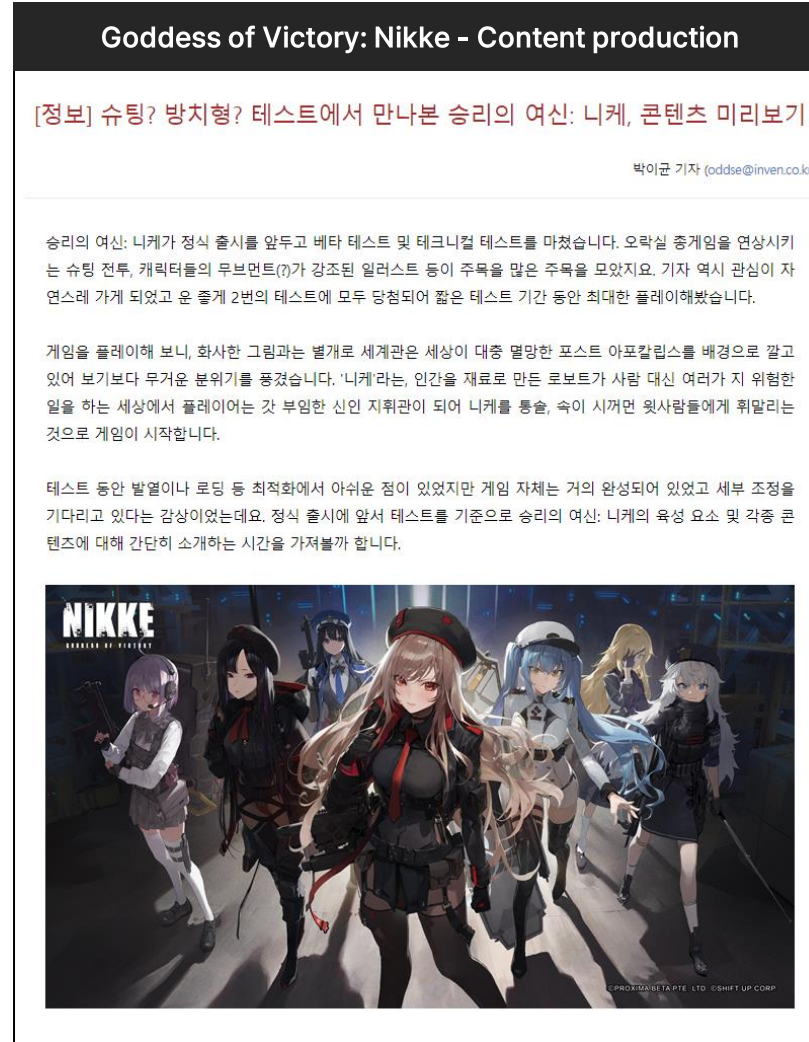 Goddess of Victory: Nikke - Content production
[정보] 슈팅? 방치형? 테스트에서 만나본 승리의 여신: 니케, 콘텐츠 미리보기
박이균 기자 (oddse@inven.co.k
승리의 여신: 니케가 정식 출시를 앞두고 베타 테스트 및 테크니컬 테스트를 마쳤습니다. 오락실 총게임을 연상시키
는 슈팅 전투, 캐릭터들의 무브먼트(?)가 강조된 일러스트 등이 주목을 많은 주목을 모았지요. 기자 역시 관심이 자
연스레 가게 되었고 운 좋게 2번의 테스트에 모두 당첨되어 짧은 테스트 기간 동안 최대한 플레이해봤습니다.
게임을 플레이해 보니, 화사한 그림과는 별개로 세계관은 세상이 대충 멸망한 포스트 아포칼립스를 배경으로 깔고
있어 보기보다 무거운 분위기를 풍겼습니다. '니케'라는, 인간을 재료로 만든 로보트가 사람 대신 여러가 지 위험한
일을 하는 세상에서 플레이어는 갓 부임한 신인 지휘관이 되어 니케를 통솔, 속이 시꺼먼 윗사람들에게 휘말리는
것으로 게임이 시작합니다.
테스트 동안 발열이나 로딩 등 최적화에서 아쉬운 점이 있었지만 게임 자체는 거의 완성되어 있었고 세부 조정을
기다리고 있다는 감상이었는데요. 정식 출시에 앞서 테스트를 기준으로 승리의 여신: 니케의 육성 요소 및 각종 콘
텐츠에 대해 간단히 소개하는 시간을 가져볼까 합니다.
NIKKE
GODDESS OF VICTORY
©PROXIMA BETA PTE. LTD. ©SHIFT UP CORP.